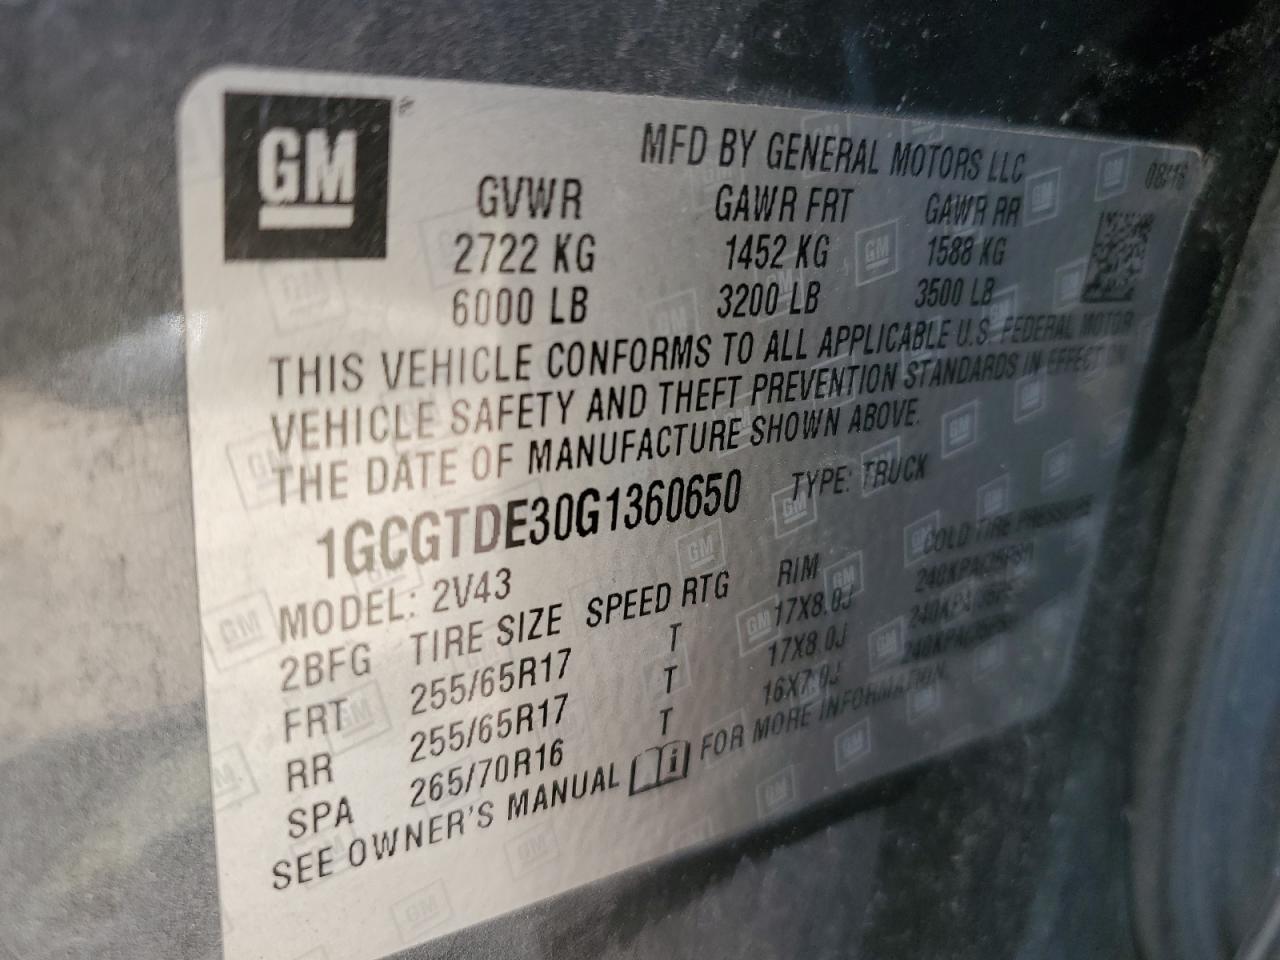 GM
MFD BY GENERAL MOTORS LLC
GVWR GAWR FRT GAWR RR
2722 KG 1452 KG 1588 KG
6000 LB 3200 LB 3500 LB
THIS VEHICLE CONFORMS TO ALL APPLICABLE U.S. FEDERAL MOTOR
VEHICLE SAFETY AND THEFT PREVENTION STANDARDS IN EFFECT ON
THE DATE OF MANUFACTURE SHOWN ABOVE.
1GCGTDE30G1360650 TYPE: TRUCK
MODEL: 2V43
2BFG TIRE SIZE SPEED RTG RIM COLD TIRE PRESSURE
FRT 255/65R17 T 17X8.0J
RR 255/65R17 T 17X8.0J
SPA 265/70R16 T 16X7.0J
SEE OWNER'S MANUAL FOR MORE INFORMATION.